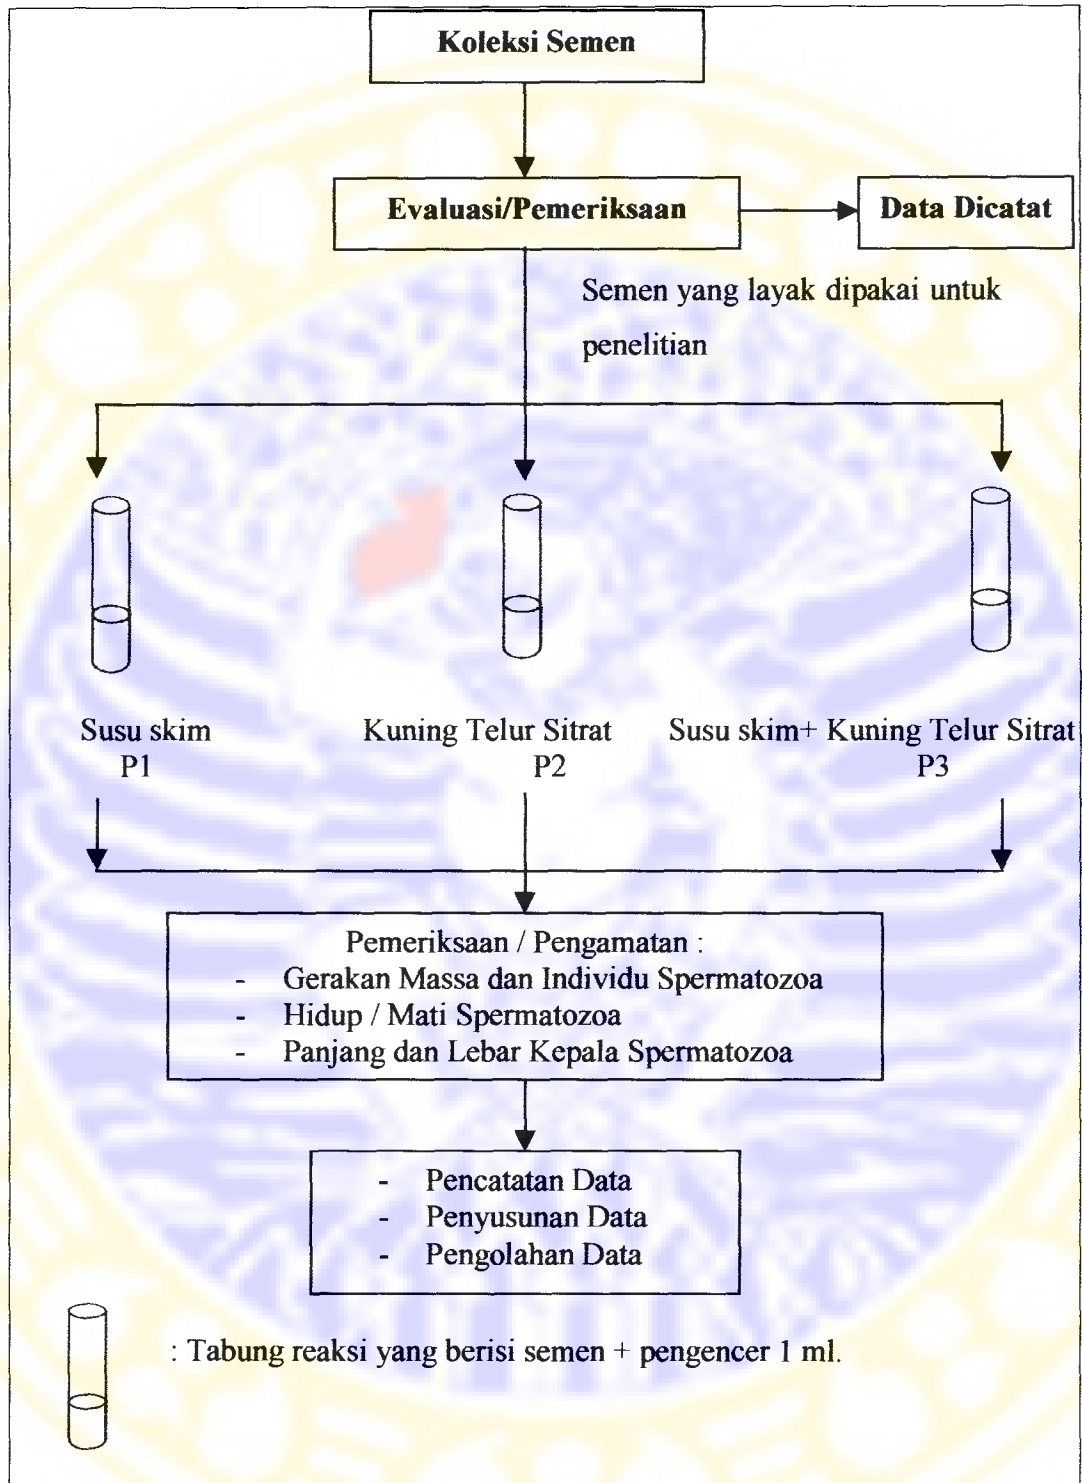 Koleksi Semen
Evaluasi/Pemeriksaan
Data Dicatat
Semen yang layak dipakai untuk
penelitian
Susu skim
P1
Kuning Telur Sitrat
P2
Susu skim+ Kuning Telur Sitrat
P3
Pemeriksaan / Pengamatan :
- Gerakan Massa dan Individu Spermatozoa
- Hidup / Mati Spermatozoa
- Panjang dan Lebar Kepala Spermatozoa
- Pencatatan Data
- Penyusunan Data
- Pengolahan Data
: Tabung reaksi yang berisi semen + pengencer 1 ml.